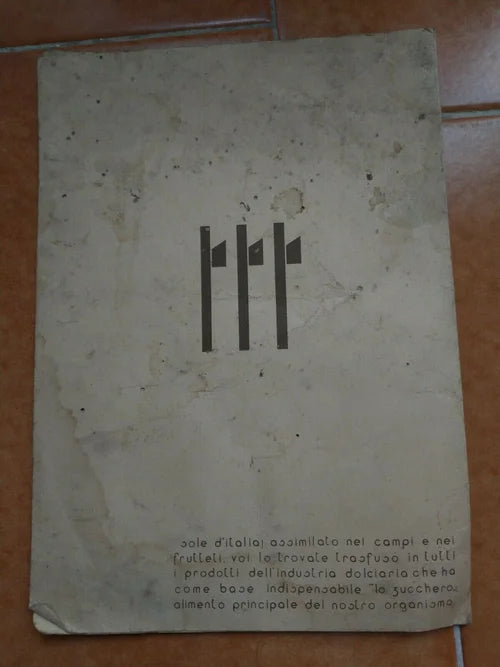 sole d'italia; assimilato nei campi e nei
frutteti, voi lo trovate trasfuso in tutti
i prodotti dell'industria dolciaria che ha
come base indispensabile "lo zucchero„
alimento principale del nostro organismo.